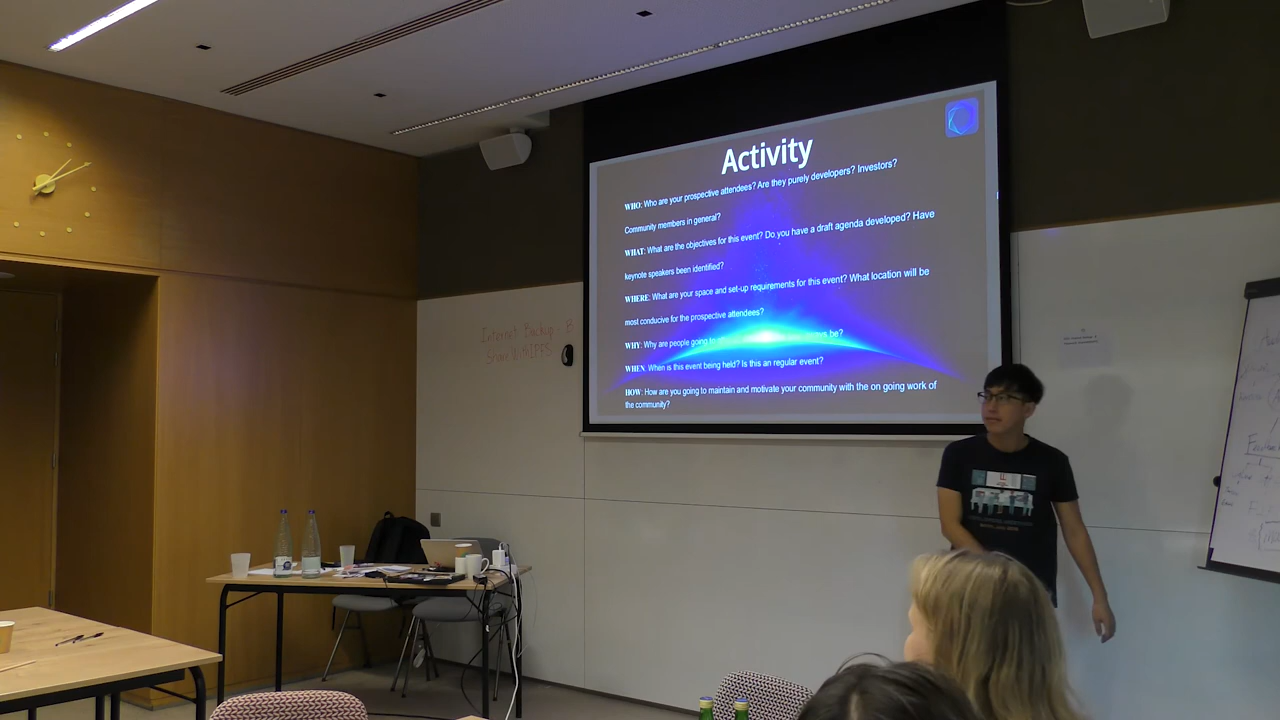 Activity
WHO: Who are your prospective attendees? Are they purely developers? Investors?
Community members in general?
WHAT: What are the objectives for this event? Do you have a draft agenda developed? Have
keynote speakers been identified?
WHERE: What are your space and set-up requirements for this event? What location will be
most conducive for the prospective attendees?
WHY: Why are people going to be?
WHEN: When is this event being held? Is this an regular event?
HOW: How are you going to maintain and motivate your community with the on going work of
the community?
Internet: Backup - B